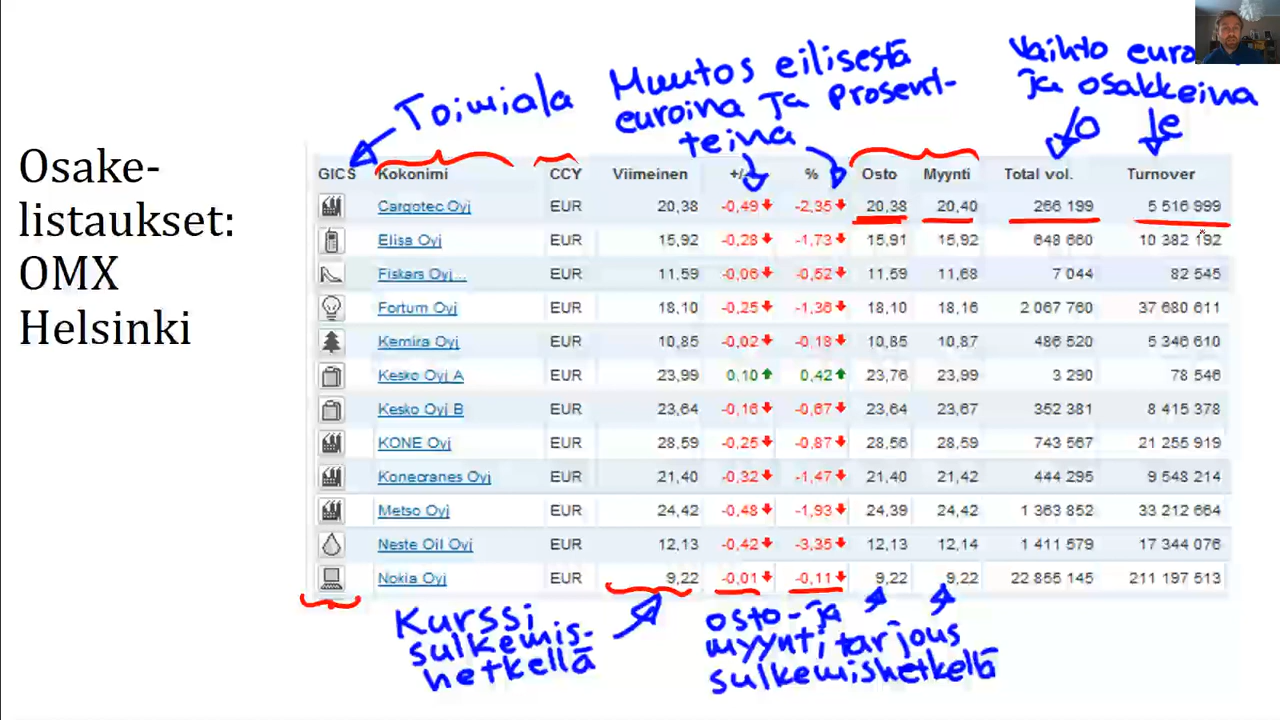 Osake-
listaukset:
OMX
Helsinki
Toimiala
Muutos eilisestä
euroina ja prosent-
teina
Vaihto euro
ja osakkeina
O
e
GICS Kokonimi CCY Viimeinen +/- % Osto Myynti Total vol. Turnover
Cargotec Oyj EUR 20,38 -0,49 -2,35 20,38 20,40 266 199 5 516 999
Elisa Oyj EUR 15,92 -0,28 -1,73 15,91 15,92 648 660 10 382 192
Fiskars Oyj... EUR 11,59 -0,06 -0,52 11,59 11,68 7 044 82 545
Fortum Oyj EUR 18,10 -0,25 -1,36 18,10 18,16 2 067 760 37 680 611
Kemira Oyj EUR 10,85 -0,02 -0,18 10,85 10,87 486 520 5 346 610
Kesko Oyj A EUR 23,99 0,10 0,42 23,76 23,99 3 290 78 546
Kesko Oyj B EUR 23,64 -0,16 -0,67 23,64 23,67 352 381 8 415 378
KONE Oyj EUR 28,59 -0,25 -0,87 28,56 28,59 743 567 21 255 919
Konecranes Oyj EUR 21,40 -0,32 -1,47 21,40 21,42 444 295 9 548 214
Metso Oyj EUR 24,42 -0,48 -1,93 24,39 24,42 1 363 852 33 212 664
Neste Oil Oyj EUR 12,13 -0,42 -3,35 12,13 12,14 1 411 579 17 344 076
Nokia Oyj EUR 9,22 -0,01 -0,11 9,22 9,22 22 855 145 211 197 513
Kurssi
sulkemis-
hetkellä
osto- ja
myynti tarjous
sulkemishetkellä